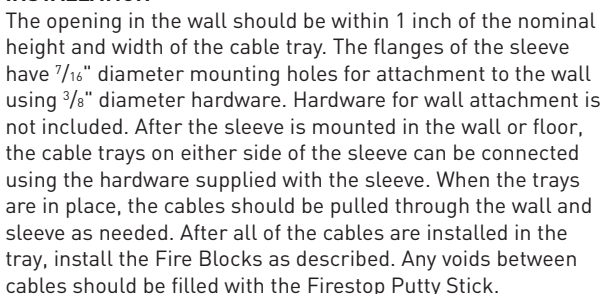 The opening in the wall should be within 1 inch of the nominal
height and width of the cable tray. The flanges of the sleeve
have 7/16" diameter mounting holes for attachment to the wall
using 3/8" diameter hardware. Hardware for wall attachment is
not included. After the sleeve is mounted in the wall or floor,
the cable trays on either side of the sleeve can be connected
using the hardware supplied with the sleeve. When the trays
are in place, the cables should be pulled through the wall and
sleeve as needed. After all of the cables are installed in the
tray, install the Fire Blocks as described. Any voids between
cables should be filled with the Firestop Putty Stick.